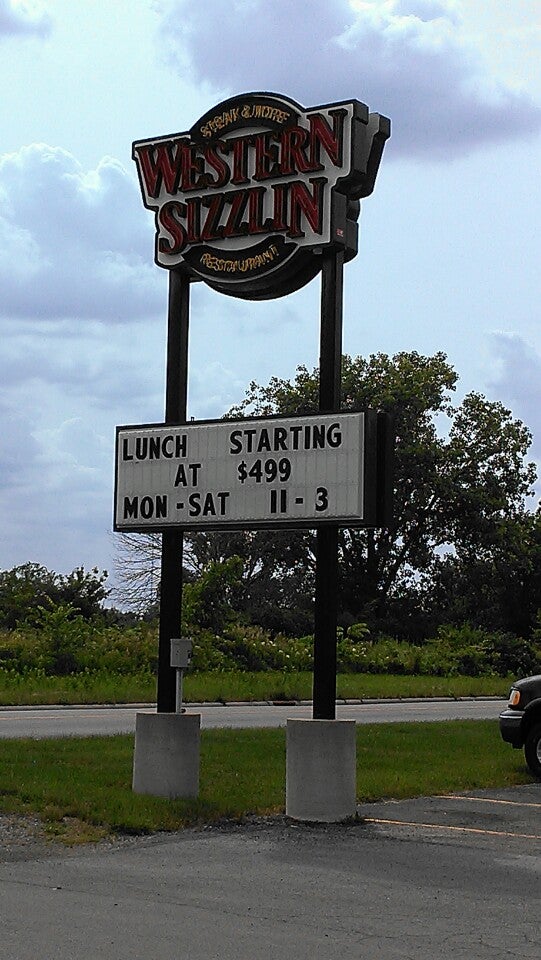 STEAK & MORE
WESTERN
SIZZLIN
RESTAURANT
LUNCH STARTING
AT $499
MON-SAT 11-3